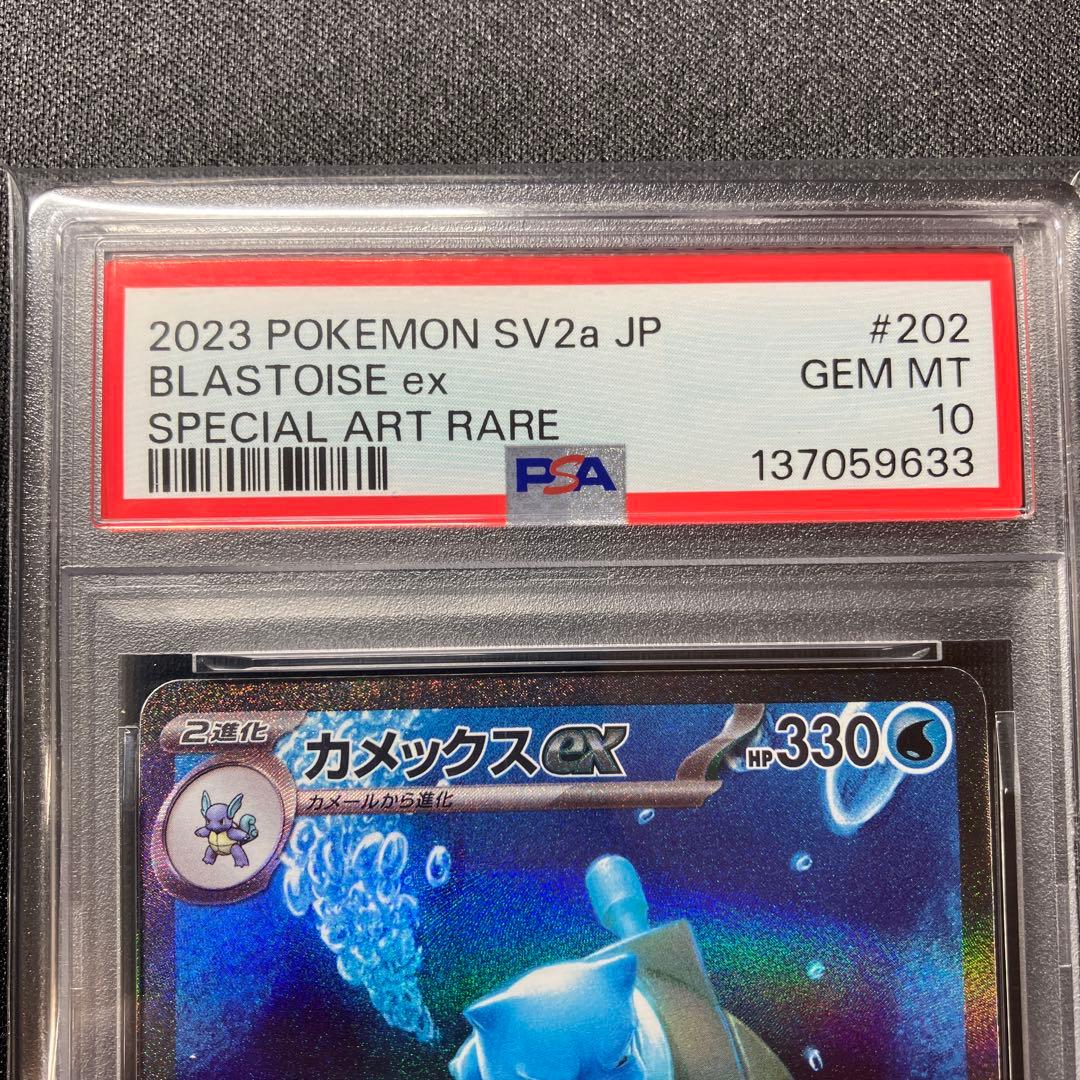 2023 POKEMON SV2a JP #202
BLASTOISE ex GEM MT
SPECIAL ART RARE 10
PSA 137059633
2進化 カメックスex HP330
カメールから進化